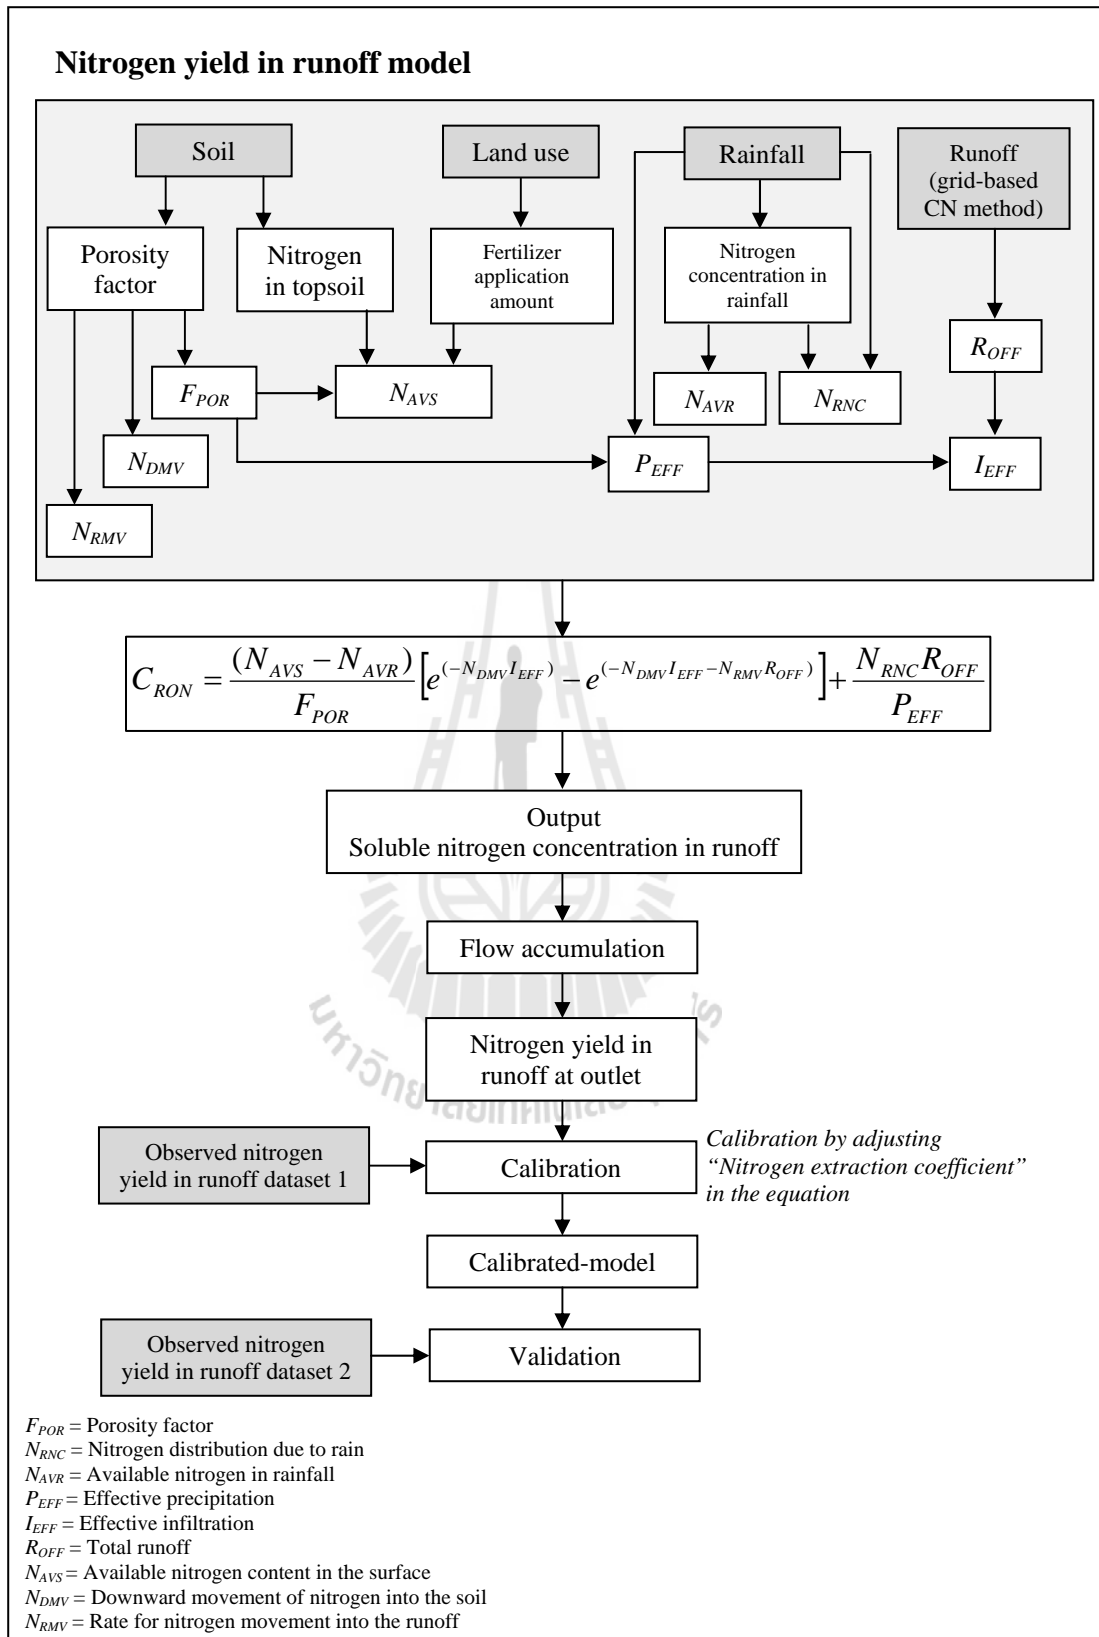 Nitrogen yield in runoff model
Soil
Land use
Rainfall
Runoff
(grid-based
CN method)
Porosity
factor
Nitrogen
in topsoil
Fertilizer
application
amount
Nitrogen
concentration in
rainfall
F_POR
N_AVS
N_AVR
N_RNC
R_OFF
N_DMV
P_EFF
I_EFF
N_RMV
C_RON = (N_AVS − N_AVR) / F_POR [e^(−N_DMV I_EFF) − e^(−N_DMV I_EFF − N_RMV R_OFF)] + N_RNC R_OFF / P_EFF
Output
Soluble nitrogen concentration in runoff
Flow accumulation
Nitrogen yield in
runoff at outlet
Observed nitrogen
yield in runoff dataset 1
Calibration
Calibration by adjusting
“Nitrogen extraction coefficient”
in the equation
Calibrated-model
Observed nitrogen
yield in runoff dataset 2
Validation
F_POR = Porosity factor
N_RNC = Nitrogen distribution due to rain
N_AVR = Available nitrogen in rainfall
P_EFF = Effective precipitation
I_EFF = Effective infiltration
R_OFF = Total runoff
N_AVS = Available nitrogen content in the surface
N_DMV = Downward movement of nitrogen into the soil
N_RMV = Rate for nitrogen movement into the runoff